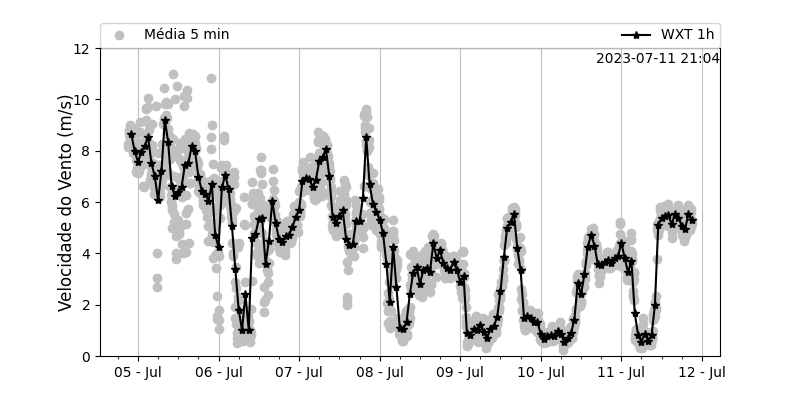 Média 5 min
WXT 1h
2023-07-11 21:04
Velocidade do Vento (m/s)
12
10
8
6
4
2
0
05 - Jul
06 - Jul
07 - Jul
08 - Jul
09 - Jul
10 - Jul
11 - Jul
12 - Jul